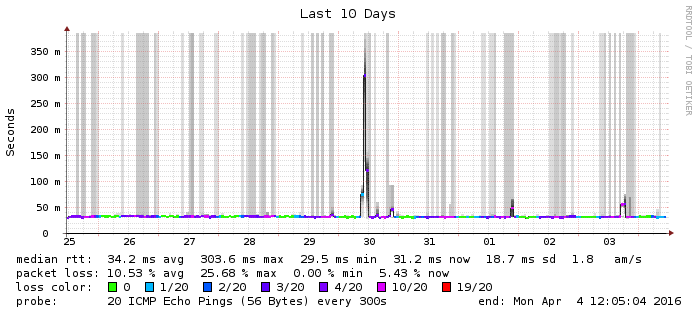 Last 10 Days
RRDTOOL / TOBI OETIKER
Seconds
350 m
300 m
250 m
200 m
150 m
100 m
50 m
0
25 26 27 28 29 30 31 01 02 03
median rtt: 34.2 ms avg 303.6 ms max 29.5 ms min 31.2 ms now 18.7 ms sd 1.8 am/s
packet loss: 10.53 % avg 25.68 % max 0.00 % min 5.43 % now
loss color: 0 1/20 2/20 3/20 4/20 10/20 19/20
probe: 20 ICMP Echo Pings (56 Bytes) every 300s end: Mon Apr 4 12:05:04 2016